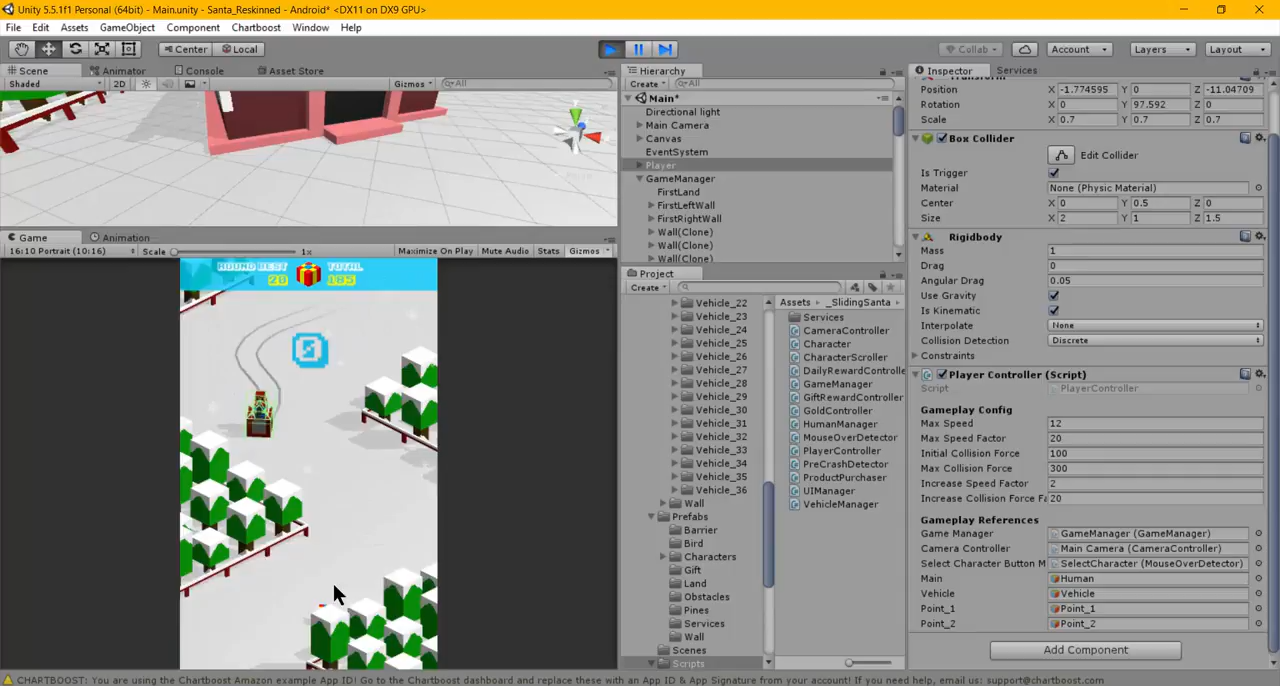 Unity 5.5.1f1 Personal (64bit) - Main.unity - Santa_Reskinned - Android* <DX11 on DX9 GPU>
File Edit Assets GameObject Component Chartboost Window Help
Center Local Collab Account Layers Layout
Scene Animator Console Asset Store
Shaded 2D Gizmos All
Game Animation
16:10 Portrait (10:16) Scale 1x Maximize On Play Mute Audio Stats Gizmos
ROUND BEST TOTAL
20 185
Hierarchy
Create All
Main*
Directional light
Main Camera
Canvas
EventSystem
Player
GameManager
FirstLand
FirstLeftWall
FirstRightWall
Wall(Clone)
Wall(Clone)
Wall(Clone)
Project
Create
Vehicle_22
Vehicle_23
Vehicle_24
Vehicle_25
Vehicle_26
Vehicle_27
Vehicle_28
Vehicle_29
Vehicle_30
Vehicle_31
Vehicle_32
Vehicle_33
Vehicle_34
Vehicle_35
Vehicle_36
Wall
Prefabs
Barrier
Bird
Characters
Gift
Land
Obstacles
Pines
Services
Wall
Scenes
Scripts
Assets _SlidingSanta
Services
CameraController
Character
CharacterScroller
DailyRewardControlle
GameManager
GiftRewardController
GoldController
HumanManager
MouseOverDetector
PlayerController
PreCrashDetector
ProductPurchaser
UIManager
VehicleManager
Inspector Services
Transform
Position X -1.774595 Y 0 Z -11.04709
Rotation X 0 Y 97.592 Z 0
Scale X 0.7 Y 0.7 Z 0.7
Box Collider
Edit Collider
Is Trigger
Material None (Physic Material)
Center X 0 Y 0.5 Z 0
Size X 2 Y 1 Z 1.5
Rigidbody
Mass 1
Drag 0
Angular Drag 0.05
Use Gravity
Is Kinematic
Interpolate None
Collision Detection Discrete
Constraints
Player Controller (Script)
Script PlayerController
Gameplay Config
Max Speed 12
Max Speed Factor 20
Initial Collision Force 100
Max Collision Force 300
Increase Speed Factor 2
Increase Collision Force Fa 20
Gameplay References
Game Manager GameManager (GameManager)
Camera Controller Main Camera (CameraController)
Select Character Button M SelectCharacter (MouseOverDetector)
Main Human
Vehicle Vehicle
Point_1 Point_1
Point_2 Point_2
Add Component
CHARTBOOST: You are using the Chartboost Amazon example App ID! Go to the Chartboost dashboard and replace these with an App ID & App Signature from your account! If you need help, email us: support@chartboost.com